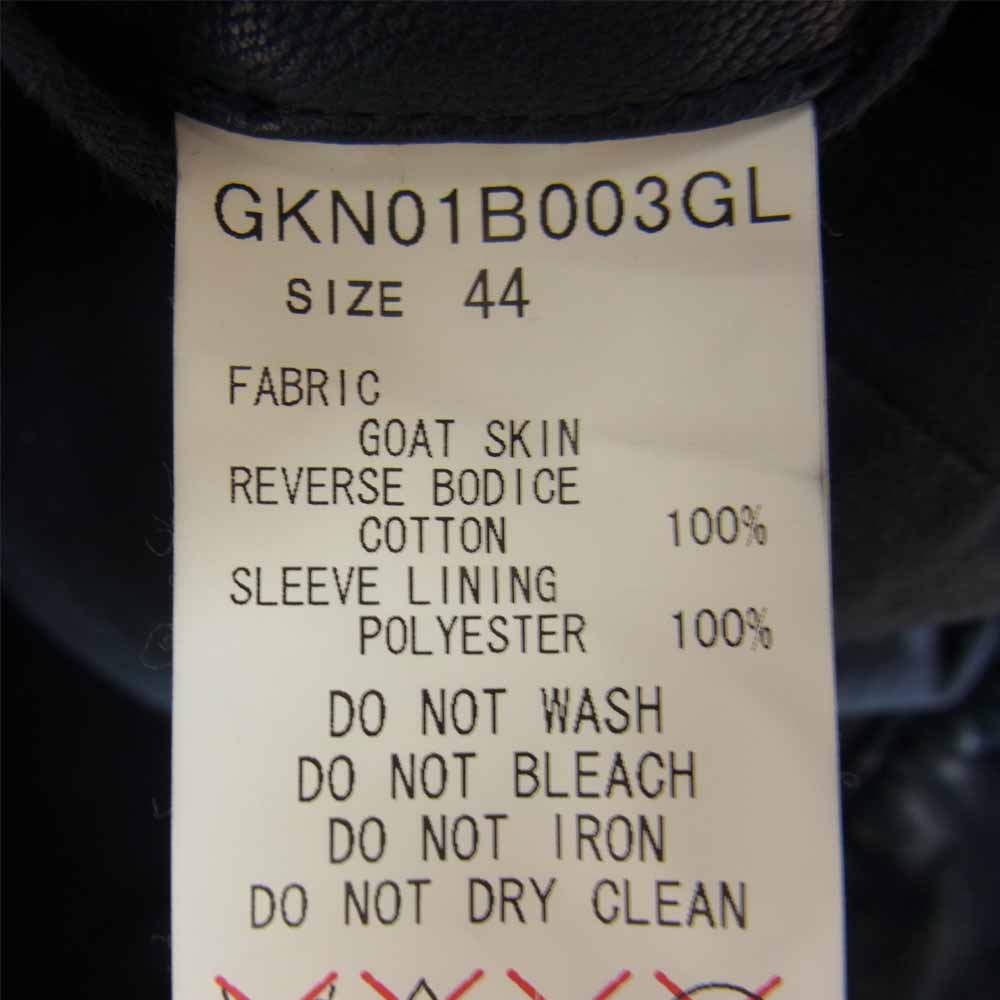 GKN01B003GL
SIZE 44
FABRIC
GOAT SKIN
REVERSE BODICE
COTTON 100%
SLEEVE LINING
POLYESTER 100%
DO NOT WASH
DO NOT BLEACH
DO NOT IRON
DO NOT DRY CLEAN